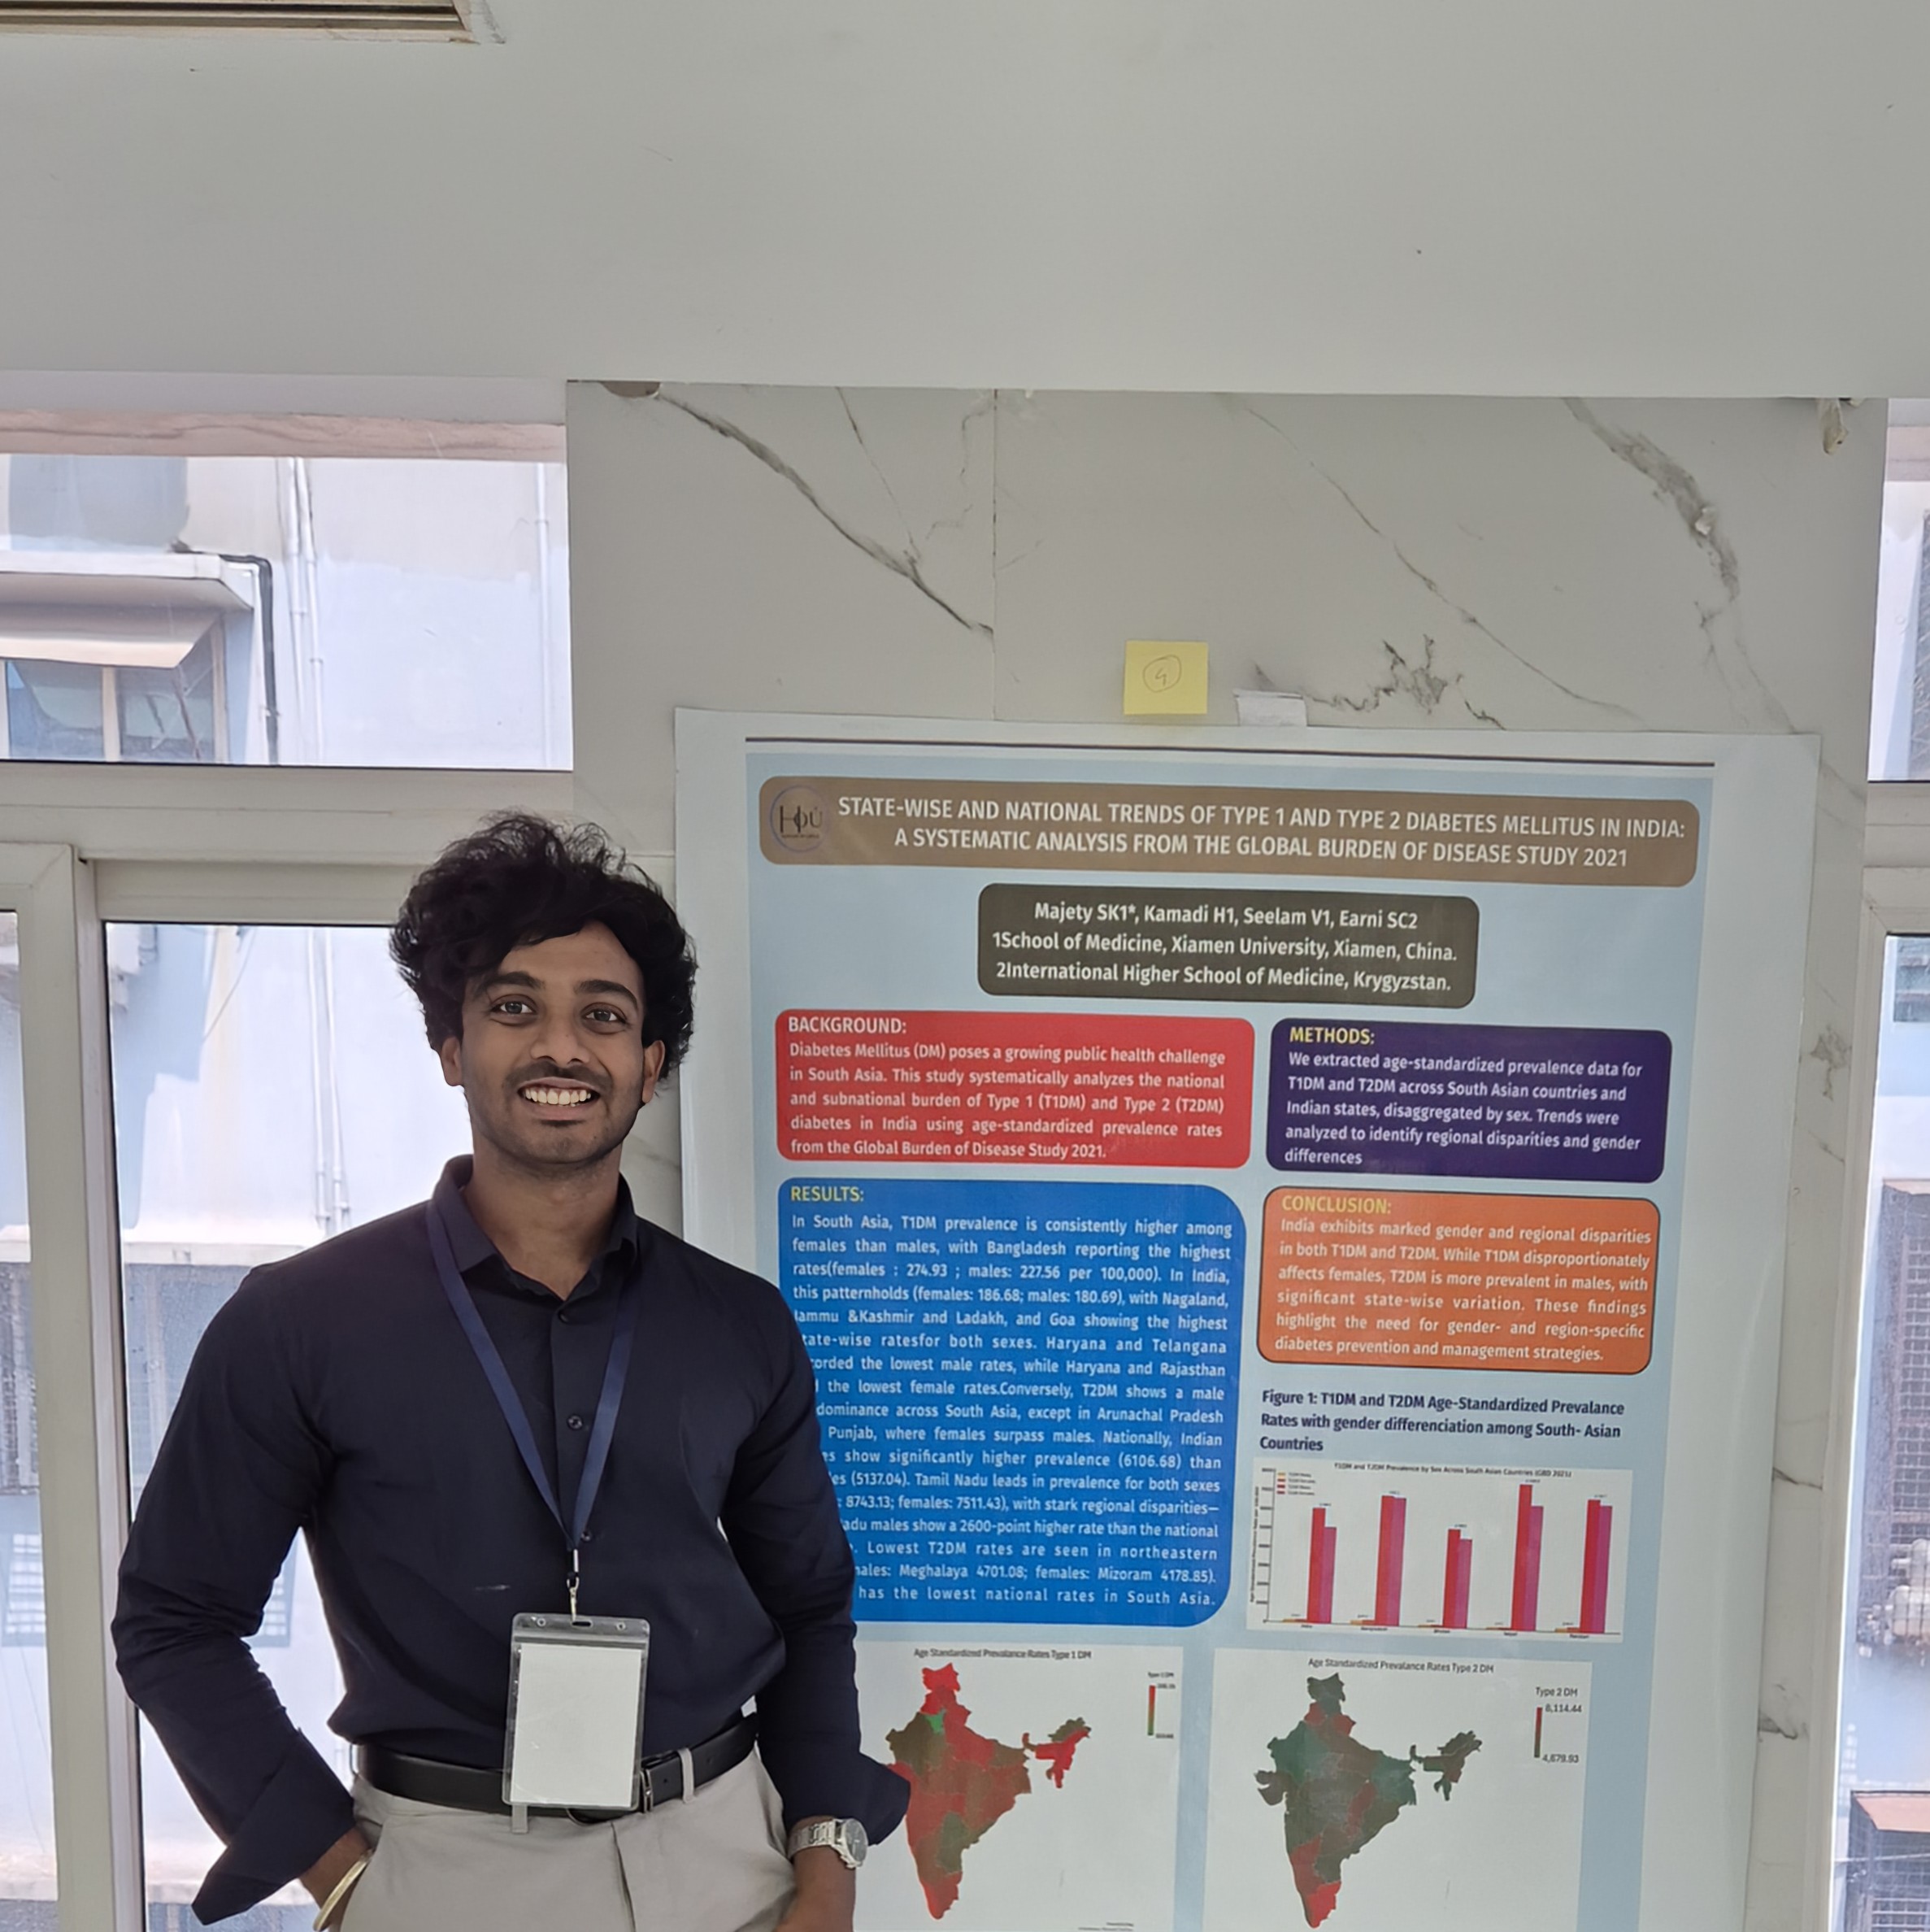 4
STATE-WISE AND NATIONAL TRENDS OF TYPE 1 AND TYPE 2 DIABETES MELLITUS IN INDIA:
A SYSTEMATIC ANALYSIS FROM THE GLOBAL BURDEN OF DISEASE STUDY 2021
Majety SK1*, Kamadi H1, Seelam V1, Earni SC2
1School of Medicine, Xiamen University, Xiamen, China.
2International Higher School of Medicine, Krygyzstan.
BACKGROUND:
Diabetes Mellitus (DM) poses a growing public health challenge
in South Asia. This study systematically analyzes the national
and subnational burden of Type 1 (T1DM) and Type 2 (T2DM)
diabetes in India using age-standardized prevalence rates
from the Global Burden of Disease Study 2021.
METHODS:
We extracted age-standardized prevalence data for
T1DM and T2DM across South Asian countries and
Indian states, disaggregated by sex. Trends were
analyzed to identify regional disparities and gender
differences
RESULTS:
In South Asia, T1DM prevalence is consistently higher among
females than males, with Bangladesh reporting the highest
rates(females : 274.93 ; males: 227.56 per 100,000). In India,
this patternholds (females: 186.68; males: 180.69), with Nagaland,
Jammu &Kashmir and Ladakh, and Goa showing the highest
tate-wise ratesfor both sexes. Haryana and Telangana
corded the lowest male rates, while Haryana and Rajasthan
the lowest female rates.Conversely, T2DM shows a male
dominance across South Asia, except in Arunachal Pradesh
Punjab, where females surpass males. Nationally, Indian
es show significantly higher prevalence (6106.68) than
les (5137.04). Tamil Nadu leads in prevalence for both sexes
: 8743.13; females: 7511.43), with stark regional disparities—
adu males show a 2600-point higher rate than the national
. Lowest T2DM rates are seen in northeastern
nales: Meghalaya 4701.08; females: Mizoram 4178.85).
has the lowest national rates in South Asia.
CONCLUSION:
India exhibits marked gender and regional disparities
in both T1DM and T2DM. While T1DM disproportionately
affects females, T2DM is more prevalent in males, with
significant state-wise variation. These findings
highlight the need for gender- and region-specific
diabetes prevention and management strategies.
Figure 1: T1DM and T2DM Age-Standardized Prevalance
Rates with gender differenciation among South- Asian
Countries
T1DM and T2DM Prevalence by Sex Across South Asian Countries (GBD 2021)
Age Standardized Prevalance Rates Type 1 DM
Type 1 DM
Age Standardized Prevalance Rates Type 2 DM
Type 2 DM
8,114.44
4,679.93